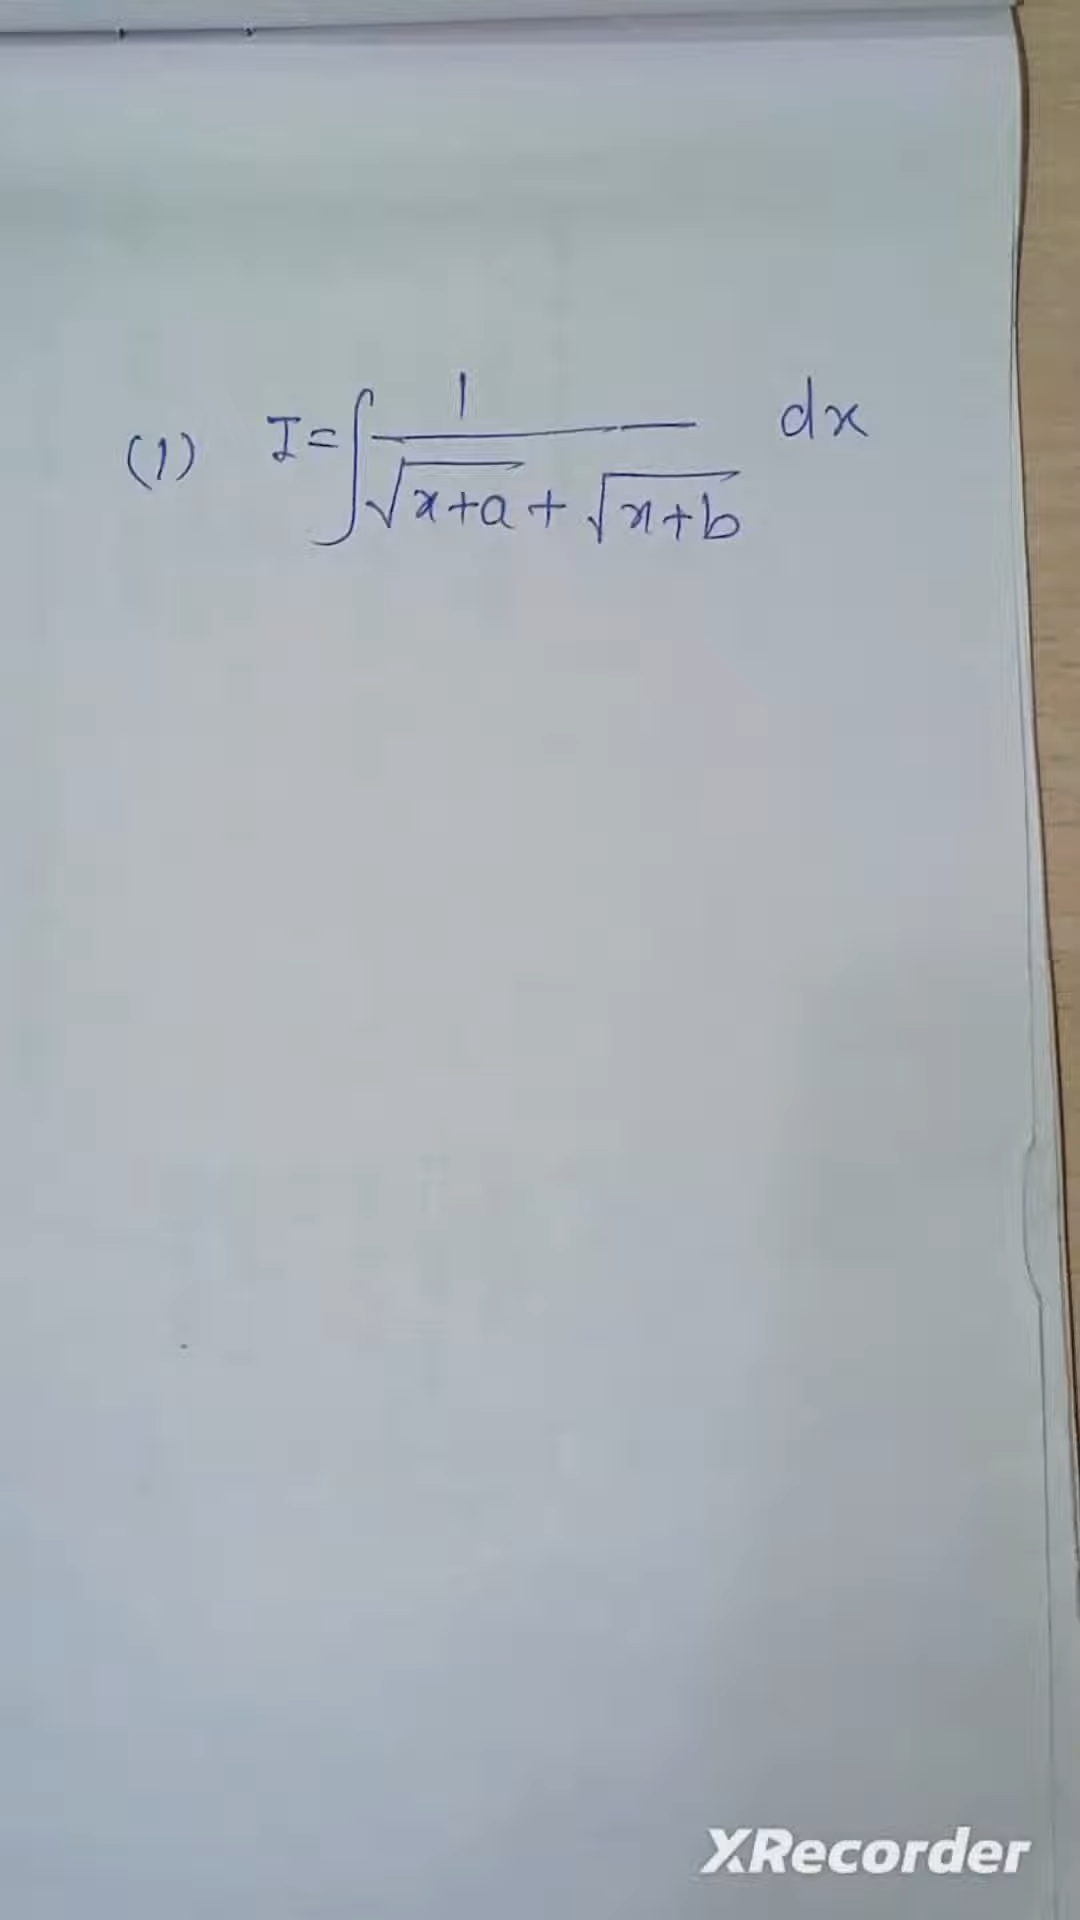 (1) I = ∫ 1 / (√(x+a) + √(x+b)) dx
XRecorder